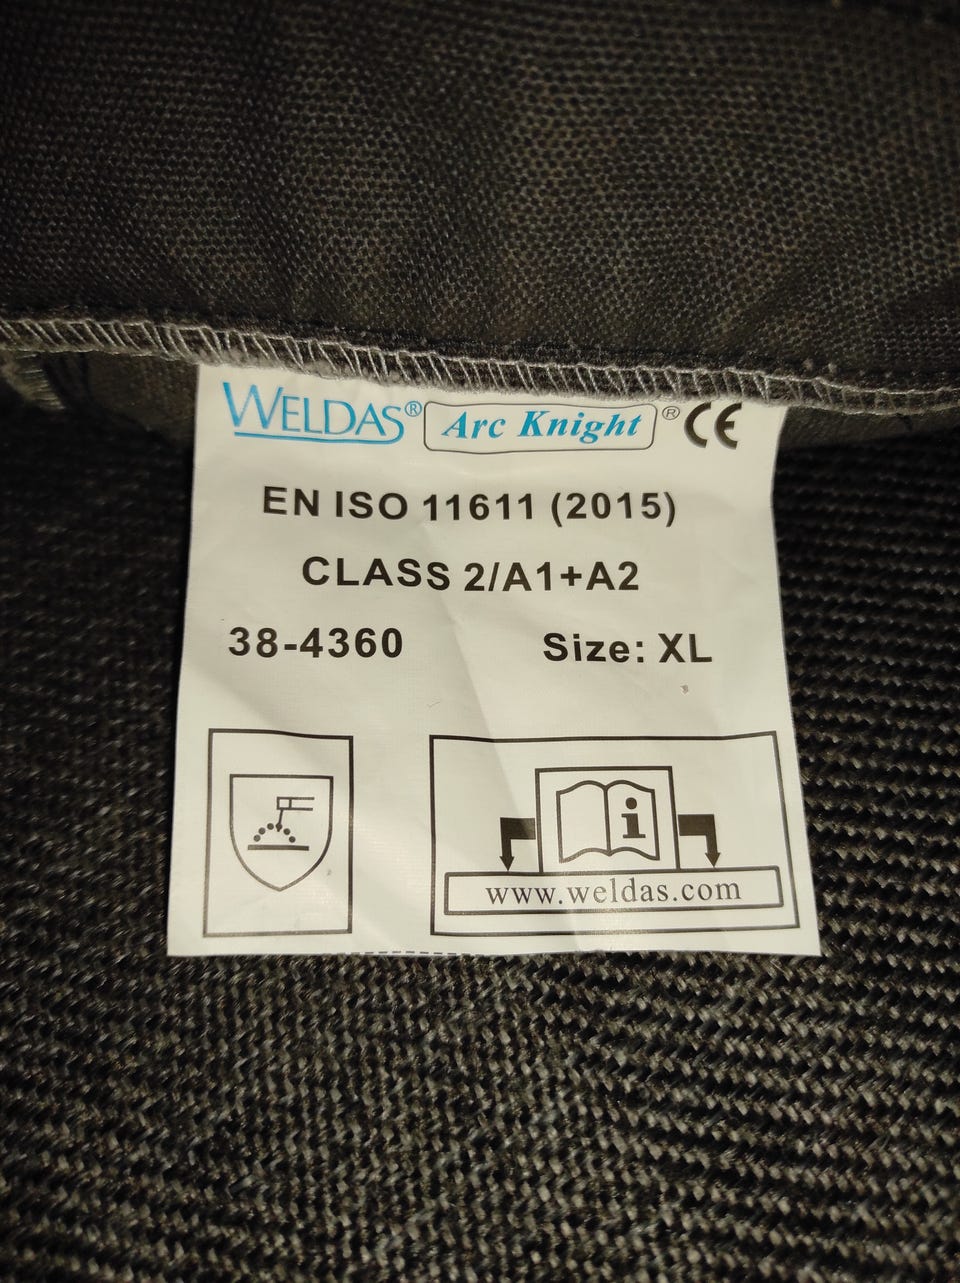 WELDAS® Arc Knight® CE
EN ISO 11611 (2015)
CLASS 2/A1+A2
38-4360 Size: XL
i
www.weldas.com